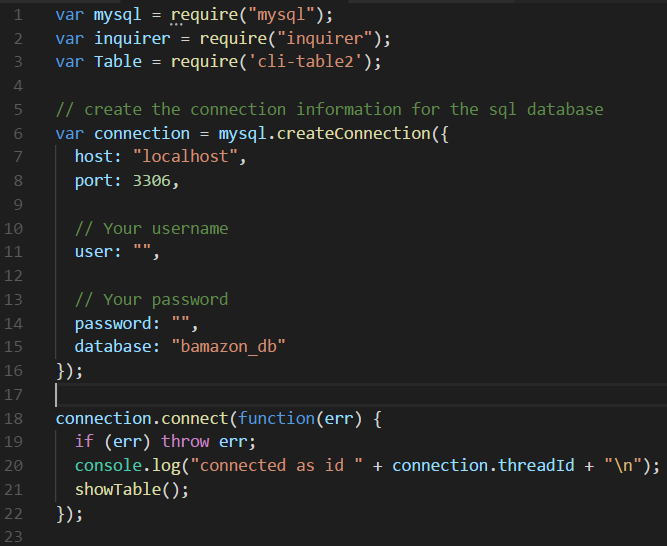 1 var mysql = require("mysql");
2 var inquirer = require("inquirer");
3 var Table = require('cli-table2');
4
5 // create the connection information for the sql database
6 var connection = mysql.createConnection({
7   host: "localhost",
8   port: 3306,
9
10   // Your username
11   user: "",
12
13   // Your password
14   password: "",
15   database: "bamazon_db"
16 });
17
18 connection.connect(function(err) {
19   if (err) throw err;
20   console.log("connected as id " + connection.threadId + "\n");
21   showTable();
22 });
23